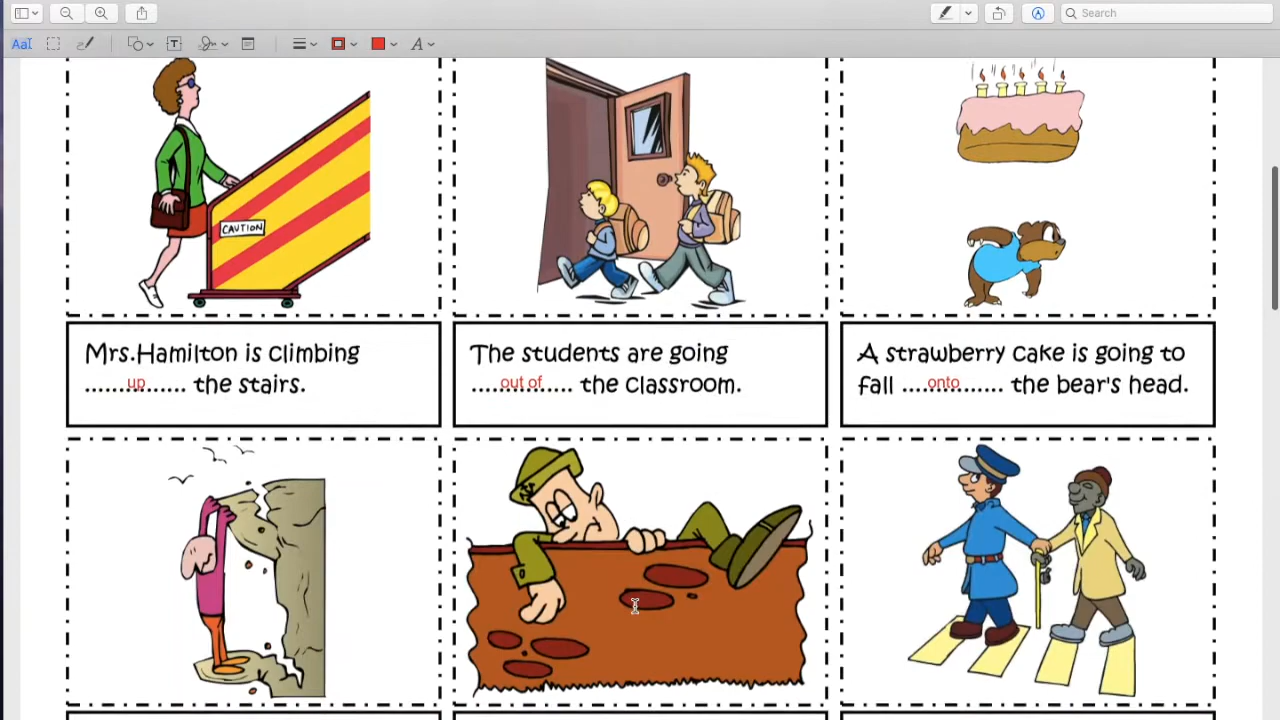 Search
AaI
T
A
CAUTION
Mrs.Hamilton is climbing
......up....... the stairs.
The students are going
....out of..... the classroom.
A strawberry cake is going to
fall ....onto...... the bear's head.